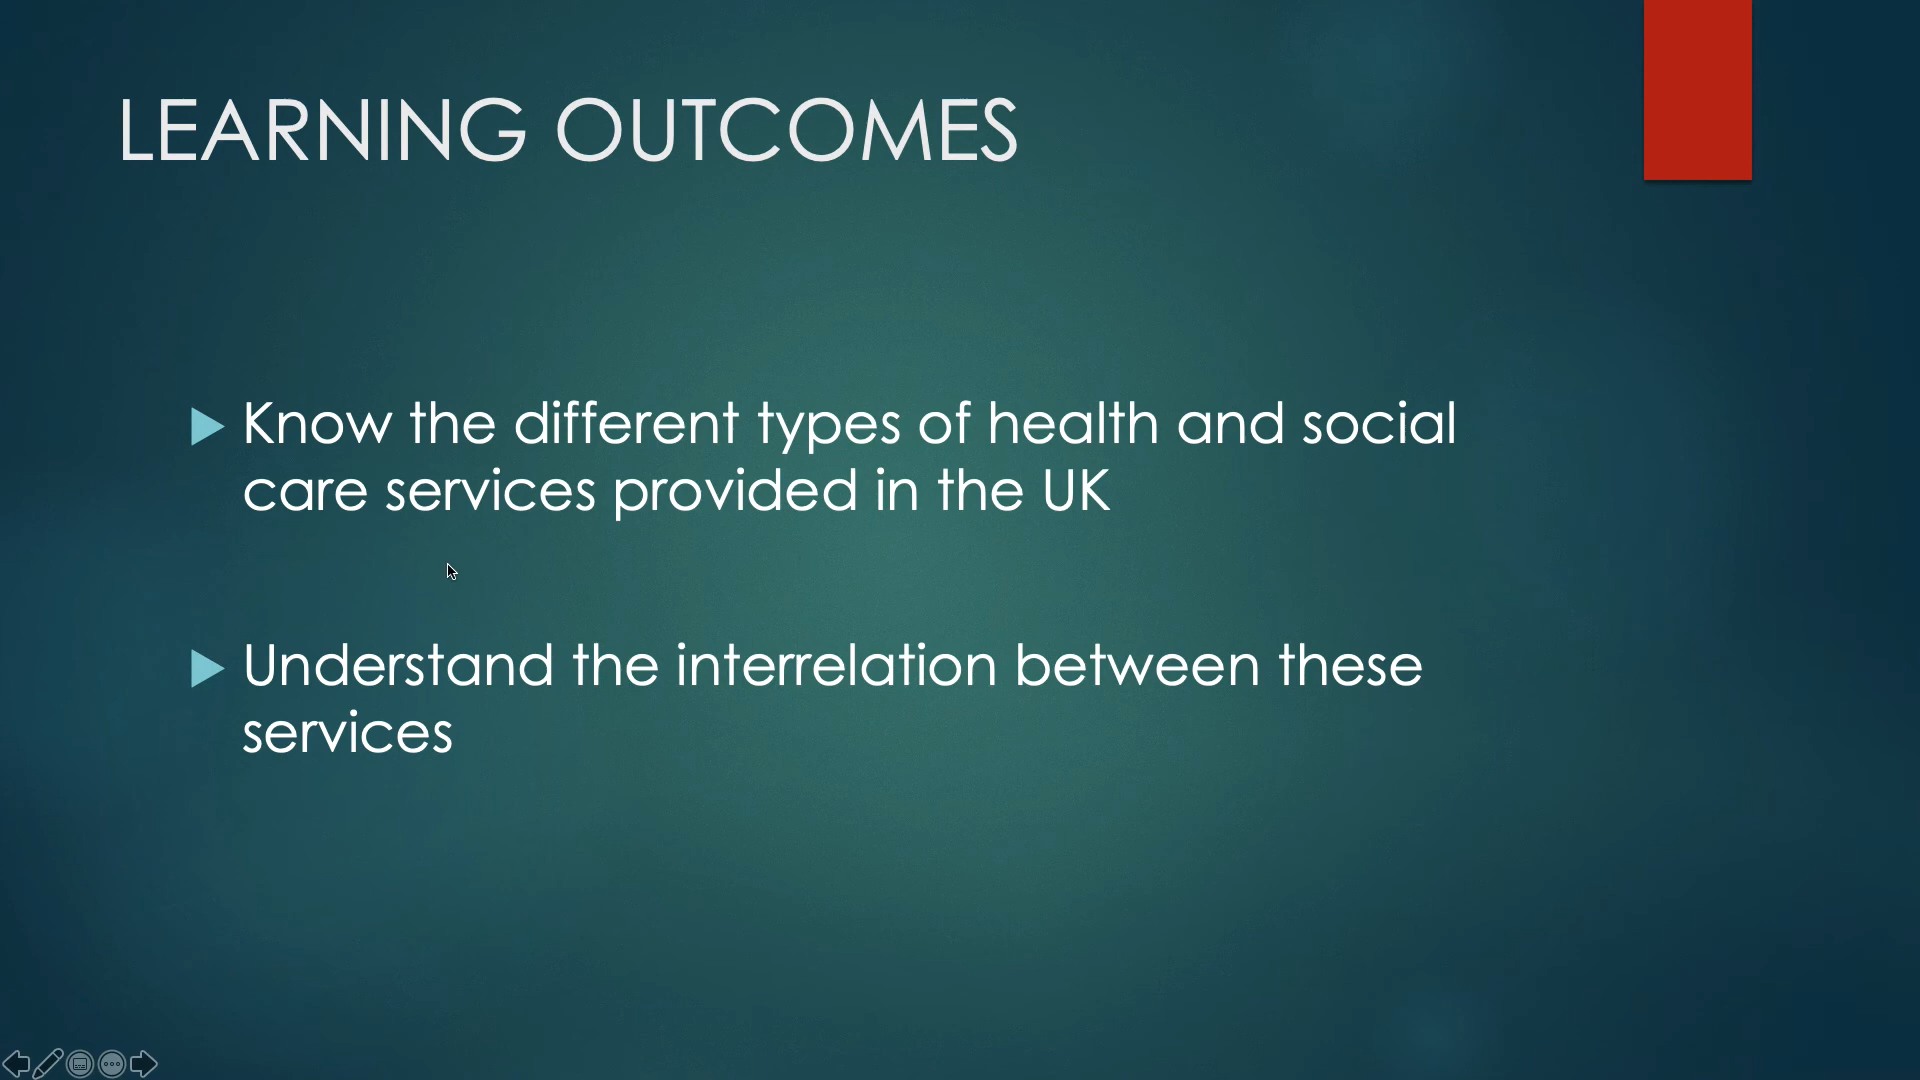 LEARNING OUTCOMES
Know the different types of health and social
care services provided in the UK
Understand the interrelation between these
services